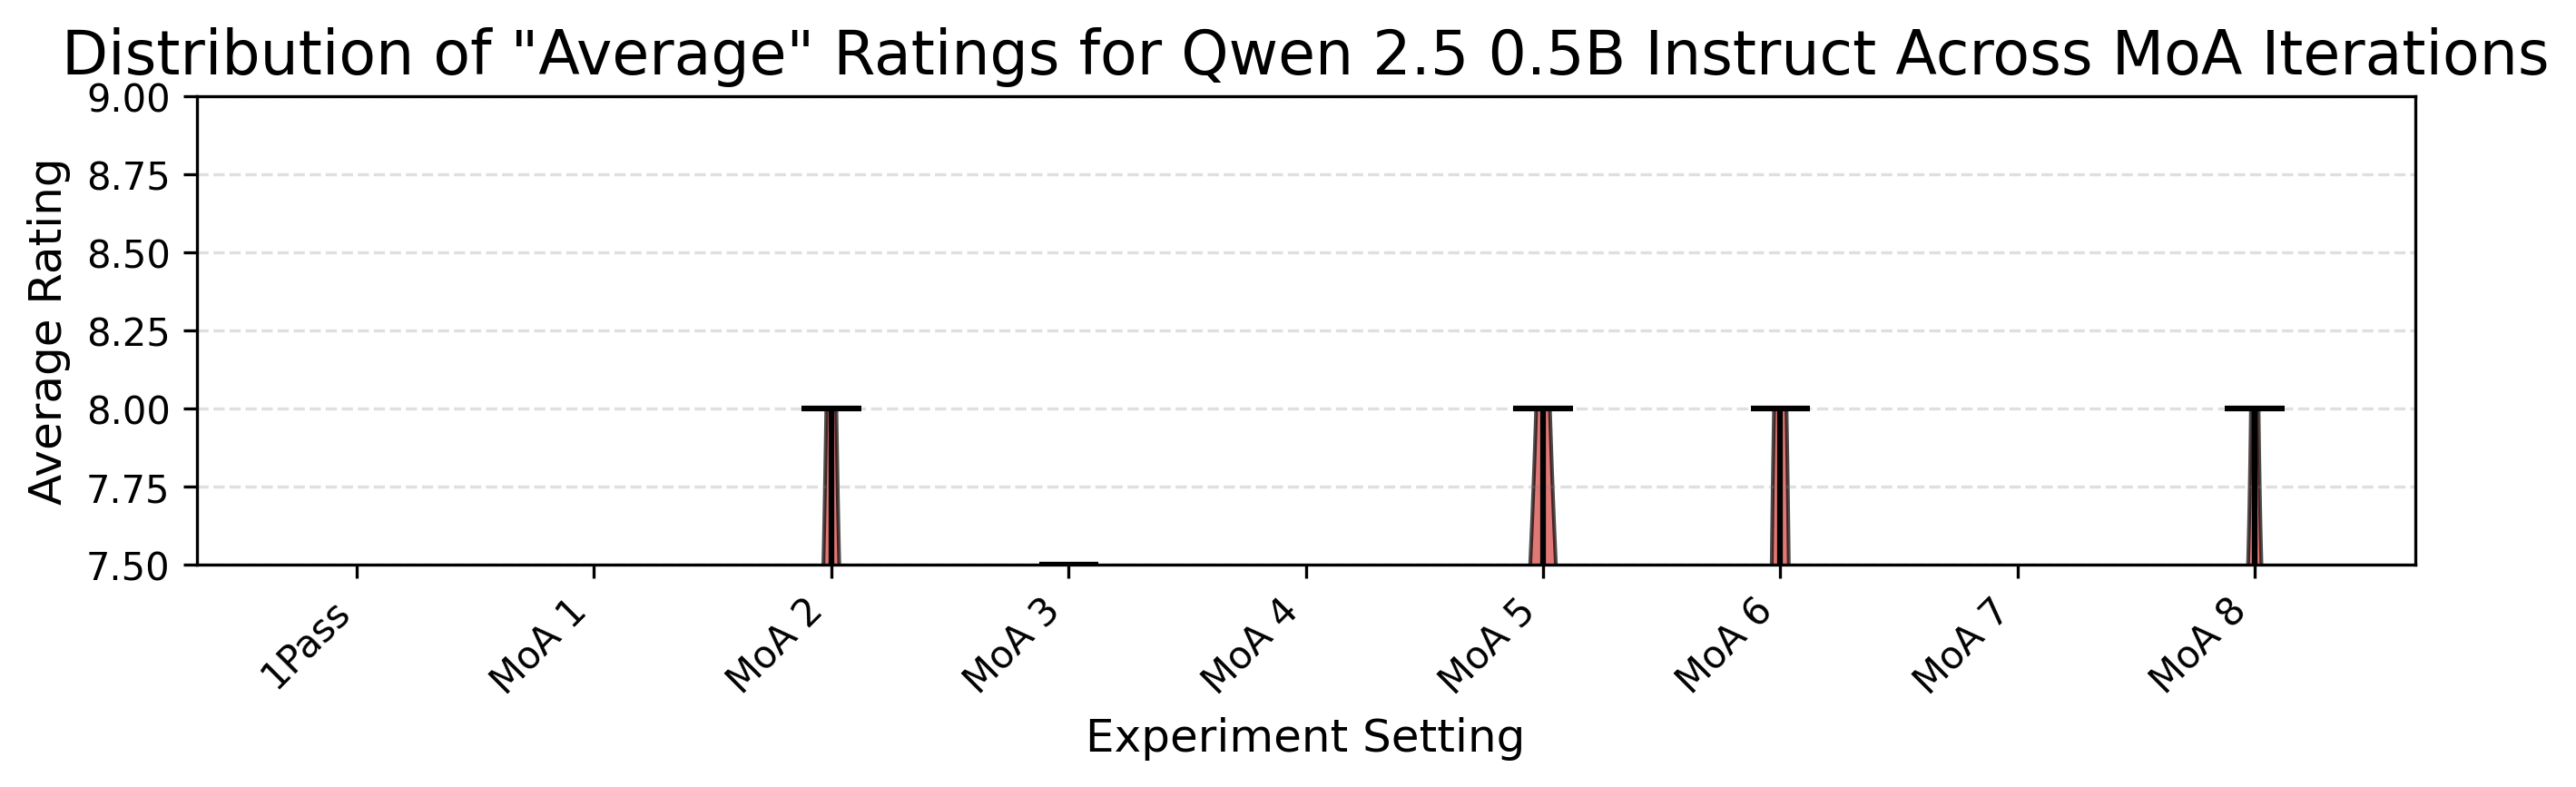 Distribution of "Average" Ratings for Qwen 2.5 0.5B Instruct Across MoA Iterations
Average Rating
9.00
8.75
8.50
8.25
8.00
7.75
7.50
1Pass
MoA 1
MoA 2
MoA 3
MoA 4
MoA 5
MoA 6
MoA 7
MoA 8
Experiment Setting